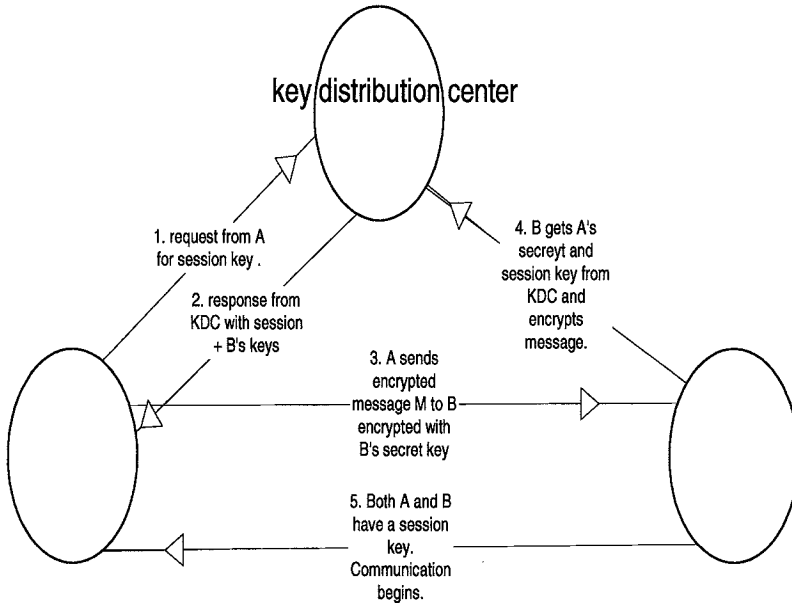 key distribution center
1. request from A
for session key .
2. response from
KDC with session
+ B's keys
3. A sends
encrypted
message M to B
encrypted with
B's secret key
4. B gets A's
secreyt and
session key from
KDC and
encrypts
message.
5. Both A and B
have a session
key.
Communication
begins.